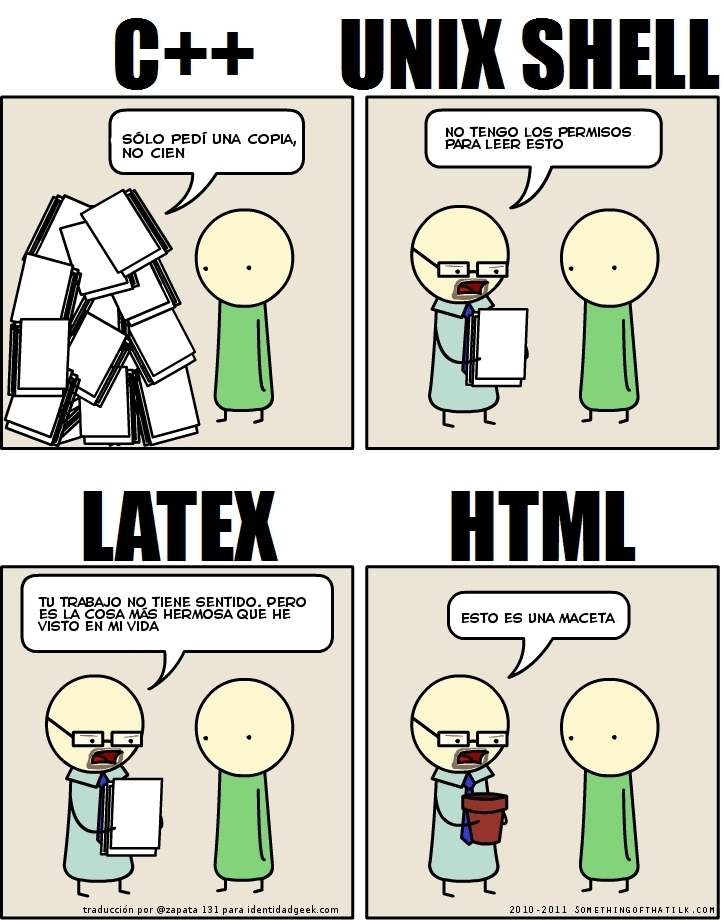 C++
UNIX SHELL
SÓLO PEDÍ UNA COPIA,
NO CIEN
NO TENGO LOS PERMISOS
PARA LEER ESTO
LATEX
HTML
TU TRABAJO NO TIENE SENTIDO. PERO
ES LA COSA MÁS HERMOSA QUE HE
VISTO EN MI VIDA
ESTO ES UNA MACETA
traducción por @zapata 131 para identidadgeek.com
2010-2011 SOMETHINGOFTHATILK.COM